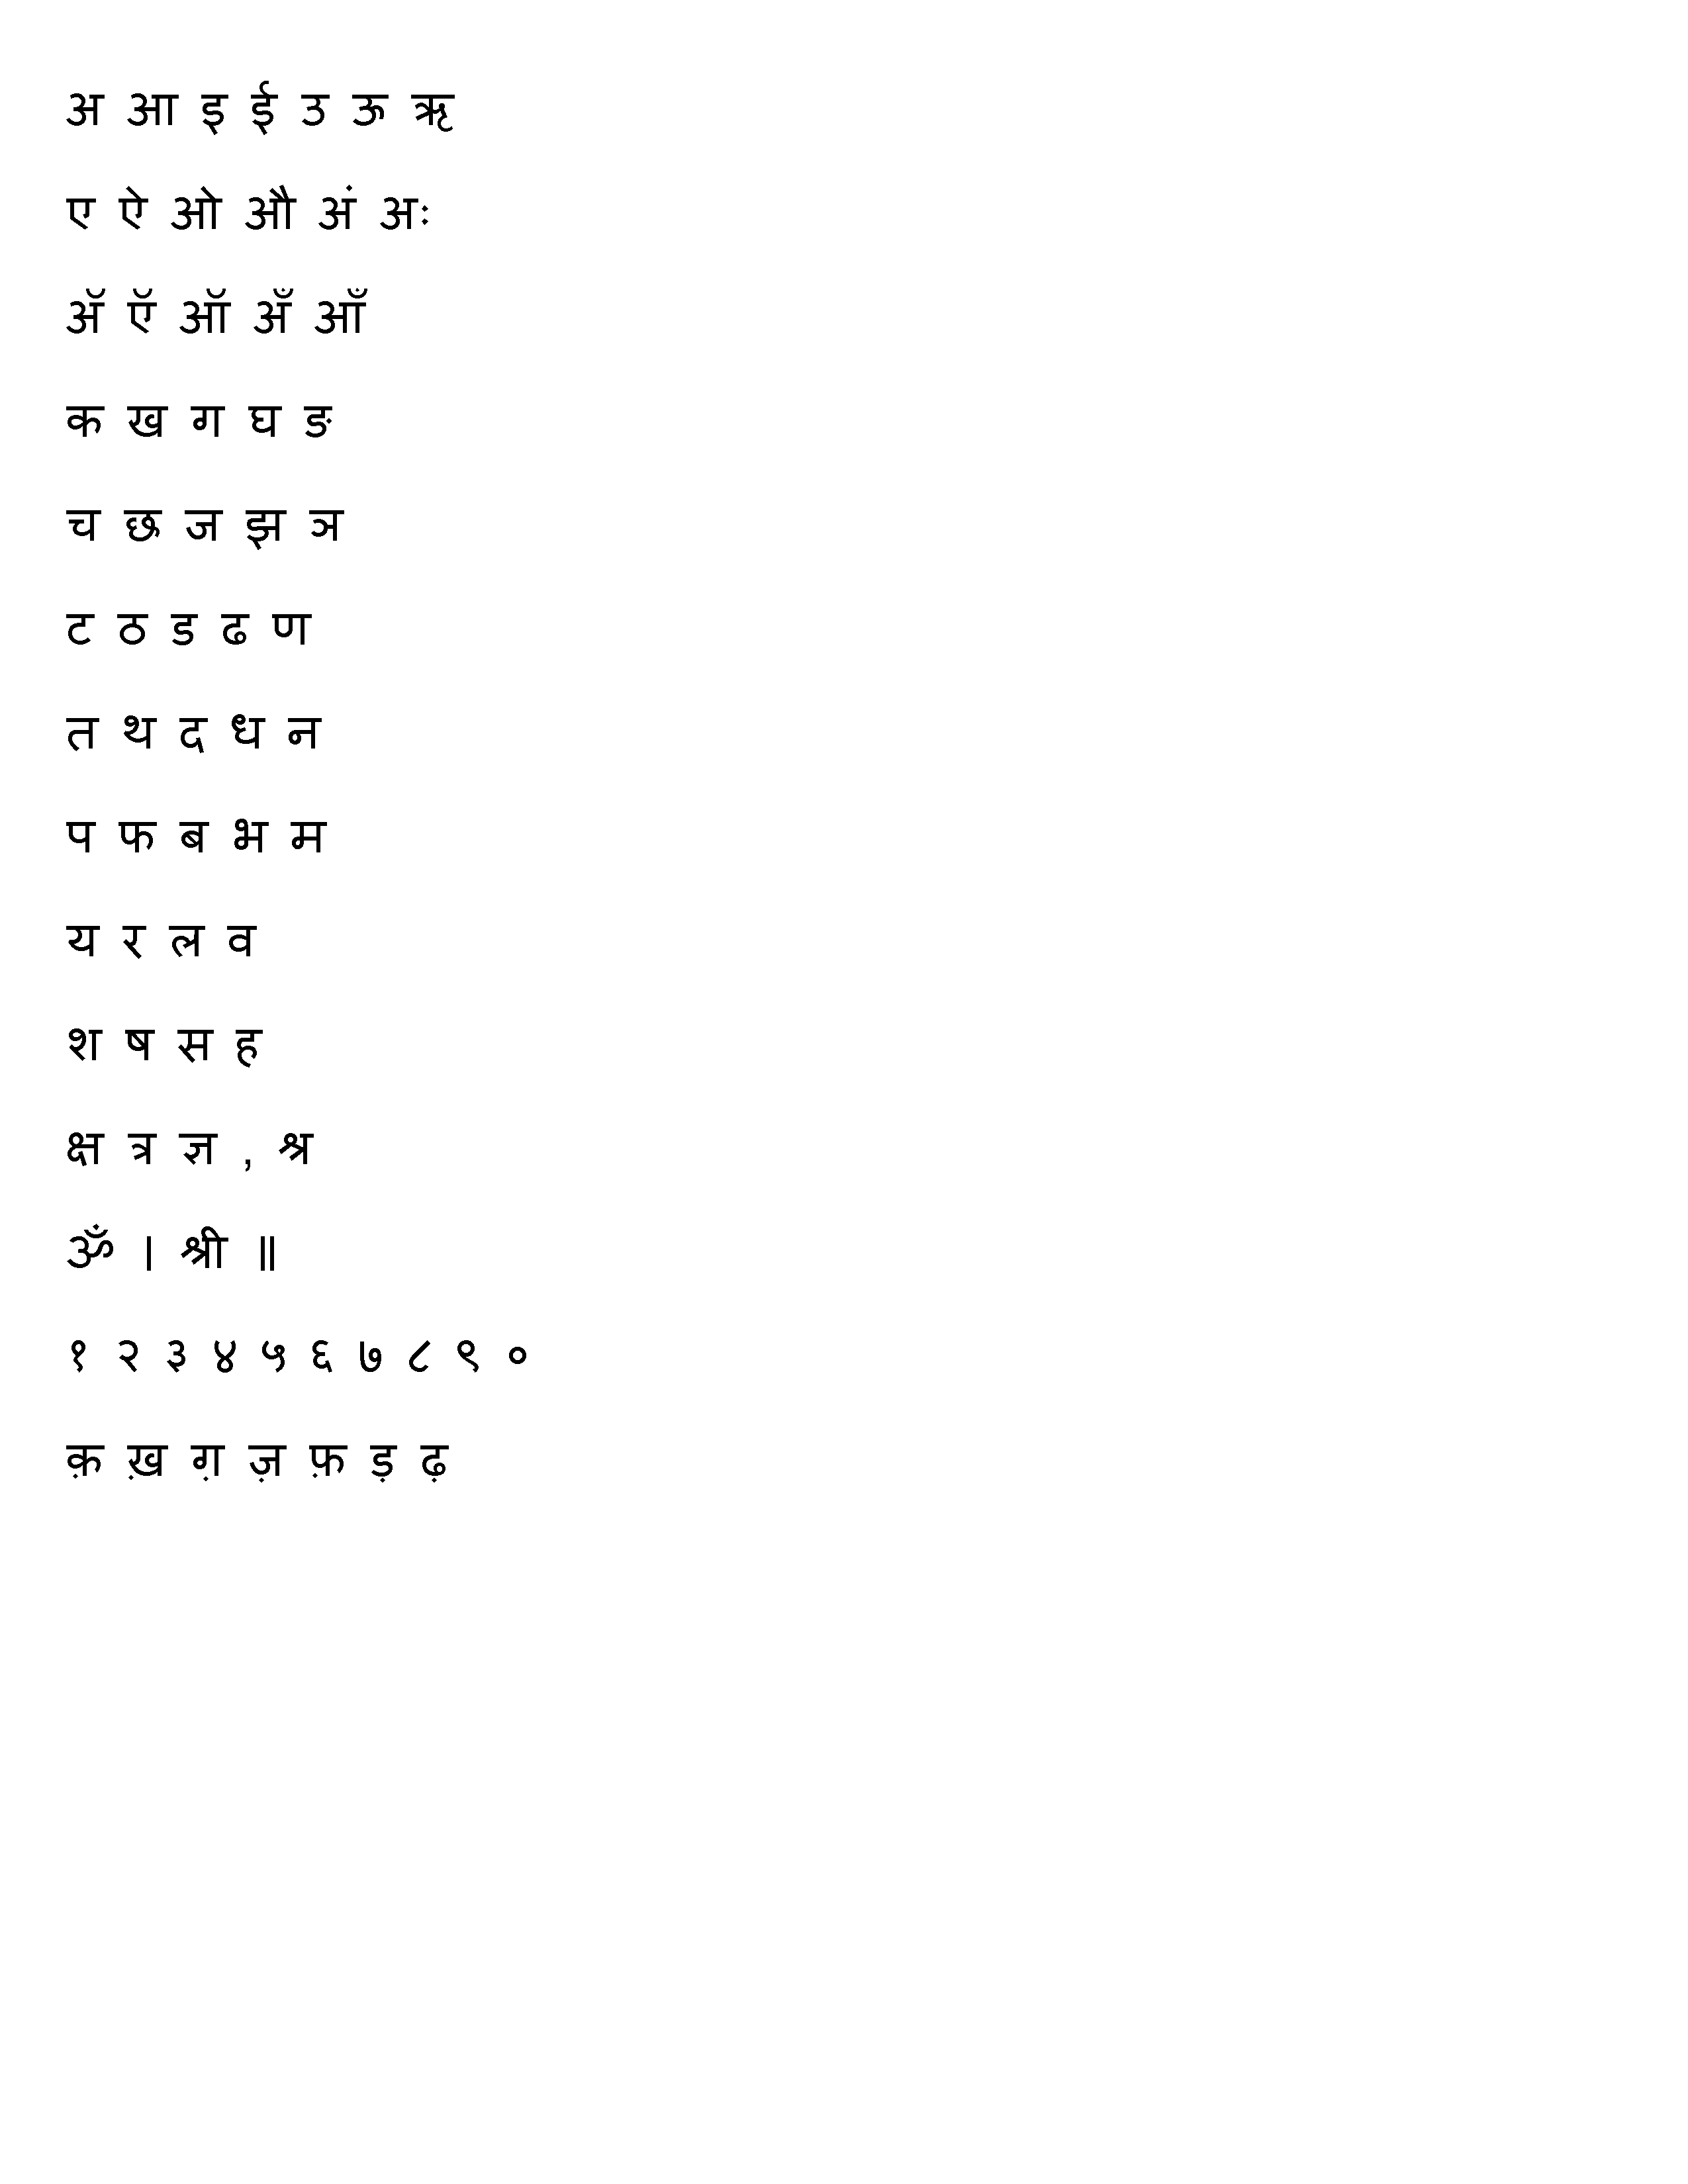 अ आ इ ई उ ऊ ऋ
ए ऐ ओ औ अं अः
ॲ ऍ ऑ अँ आँ
क ख ग घ ङ
च छ ज झ ञ
ट ठ ड ढ ण
त थ द ध न
प फ ब भ म
य र ल व
श ष स ह
क्ष त्र ज्ञ , श्र
ॐ । श्री ॥
१ २ ३ ४ ५ ६ ७ ८ ९ ०
क़ ख़ ग़ ज़ फ़ ड़ ढ़